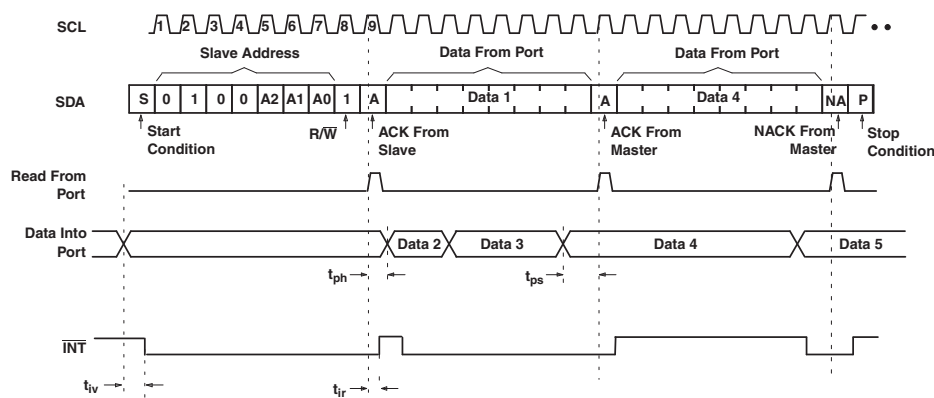 SCL 1 2 3 4 5 6 7 8 9
Slave Address Data From Port Data From Port
SDA S 0 1 0 0 A2 A1 A0 1 A Data 1 A Data 4 NA P
Start Condition
R/W̅
ACK From Slave
ACK From Master
NACK From Master
Stop Condition
Read From Port
Data Into Port Data 2 Data 3 Data 4 Data 5
tph tps
I̅N̅T̅
tiv tir